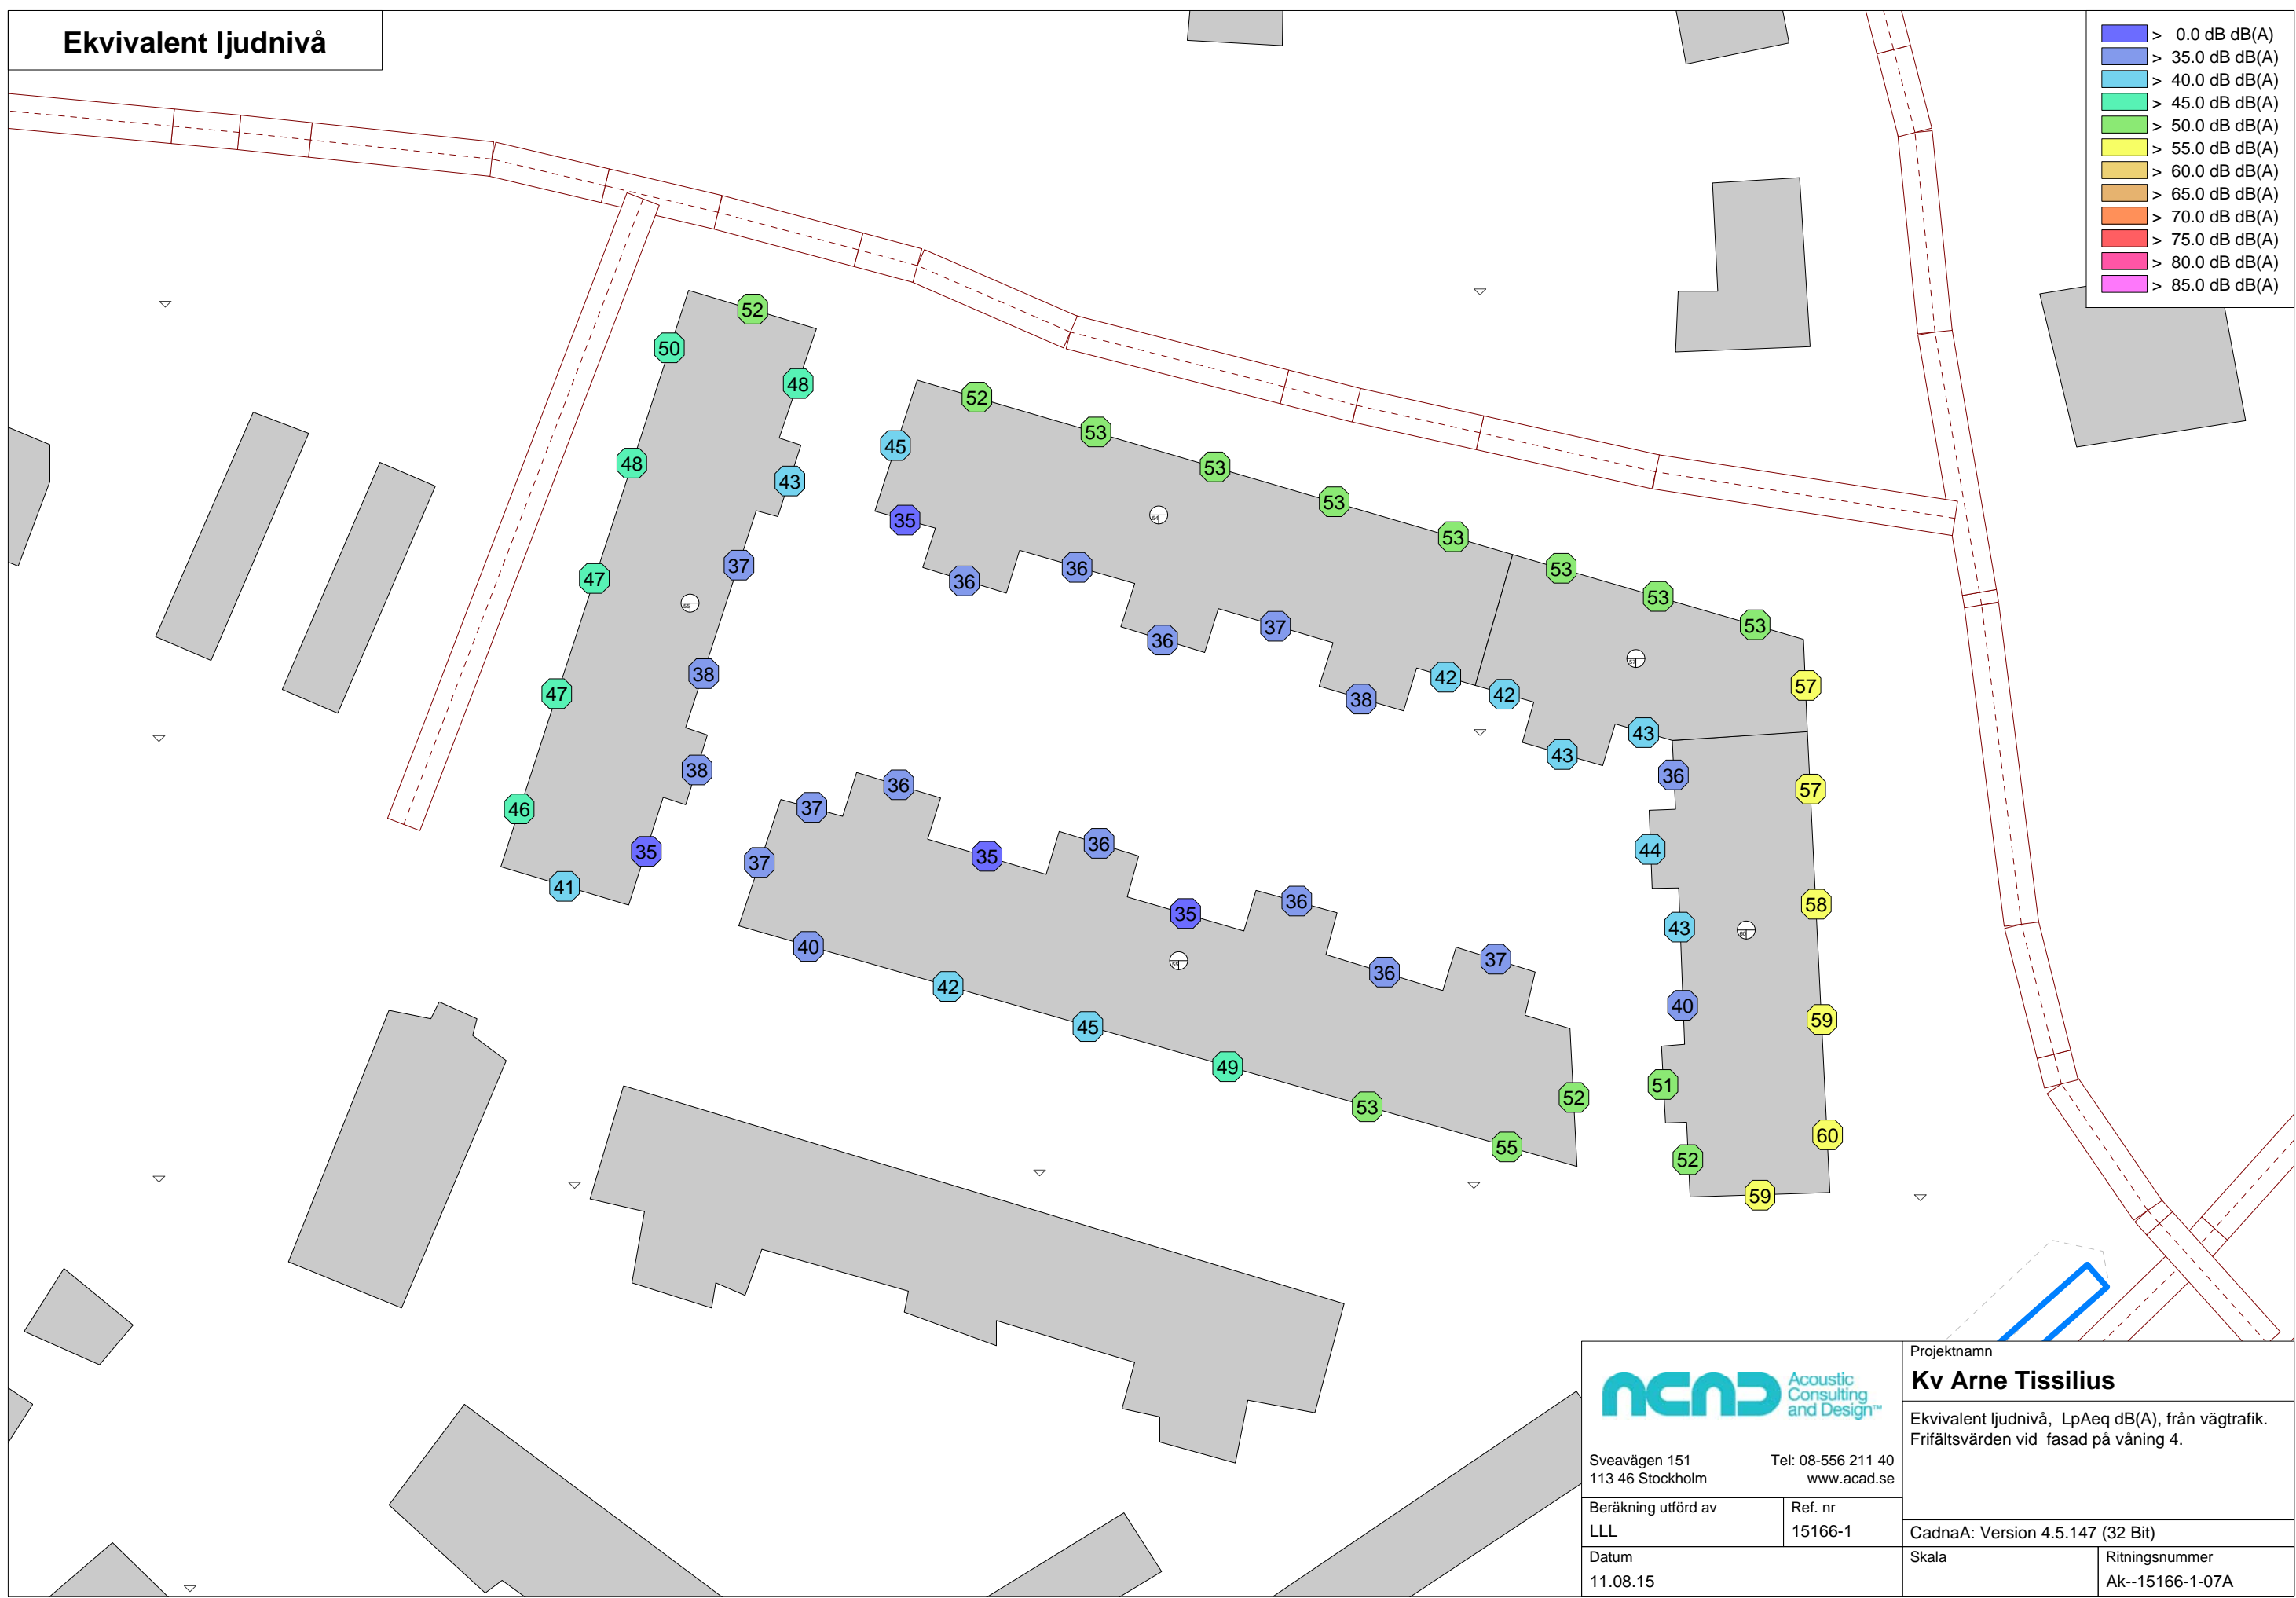 Ekvivalent ljudnivå
> 0.0 dB dB(A)
> 35.0 dB dB(A)
> 40.0 dB dB(A)
> 45.0 dB dB(A)
> 50.0 dB dB(A)
> 55.0 dB dB(A)
> 60.0 dB dB(A)
> 65.0 dB dB(A)
> 70.0 dB dB(A)
> 75.0 dB dB(A)
> 80.0 dB dB(A)
> 85.0 dB dB(A)
52
50
48
48
43
47
37
47
38
38
46
35
41
52
53
53
53
53
45
35
36
36
36
37
38
42
53
53
53
57
42
43
43
36
57
44
58
43
59
40
51
60
52
59
37
36
37
35
36
35
36
36
37
40
42
45
49
53
55
52
ACAD
Acoustic
Consulting
and Design™
Sveavägen 151 Tel: 08-556 211 40
113 46 Stockholm www.acad.se
Beräkning utförd av
LLL
Ref. nr
15166-1
Datum
11.08.15
Projektnamn
Kv Arne Tissilius
Ekvivalent ljudnivå, LpAeq dB(A), från vägtrafik.
Frifältsvärden vid fasad på våning 4.
CadnaA: Version 4.5.147 (32 Bit)
Skala
Ritningsnummer
Ak--15166-1-07A